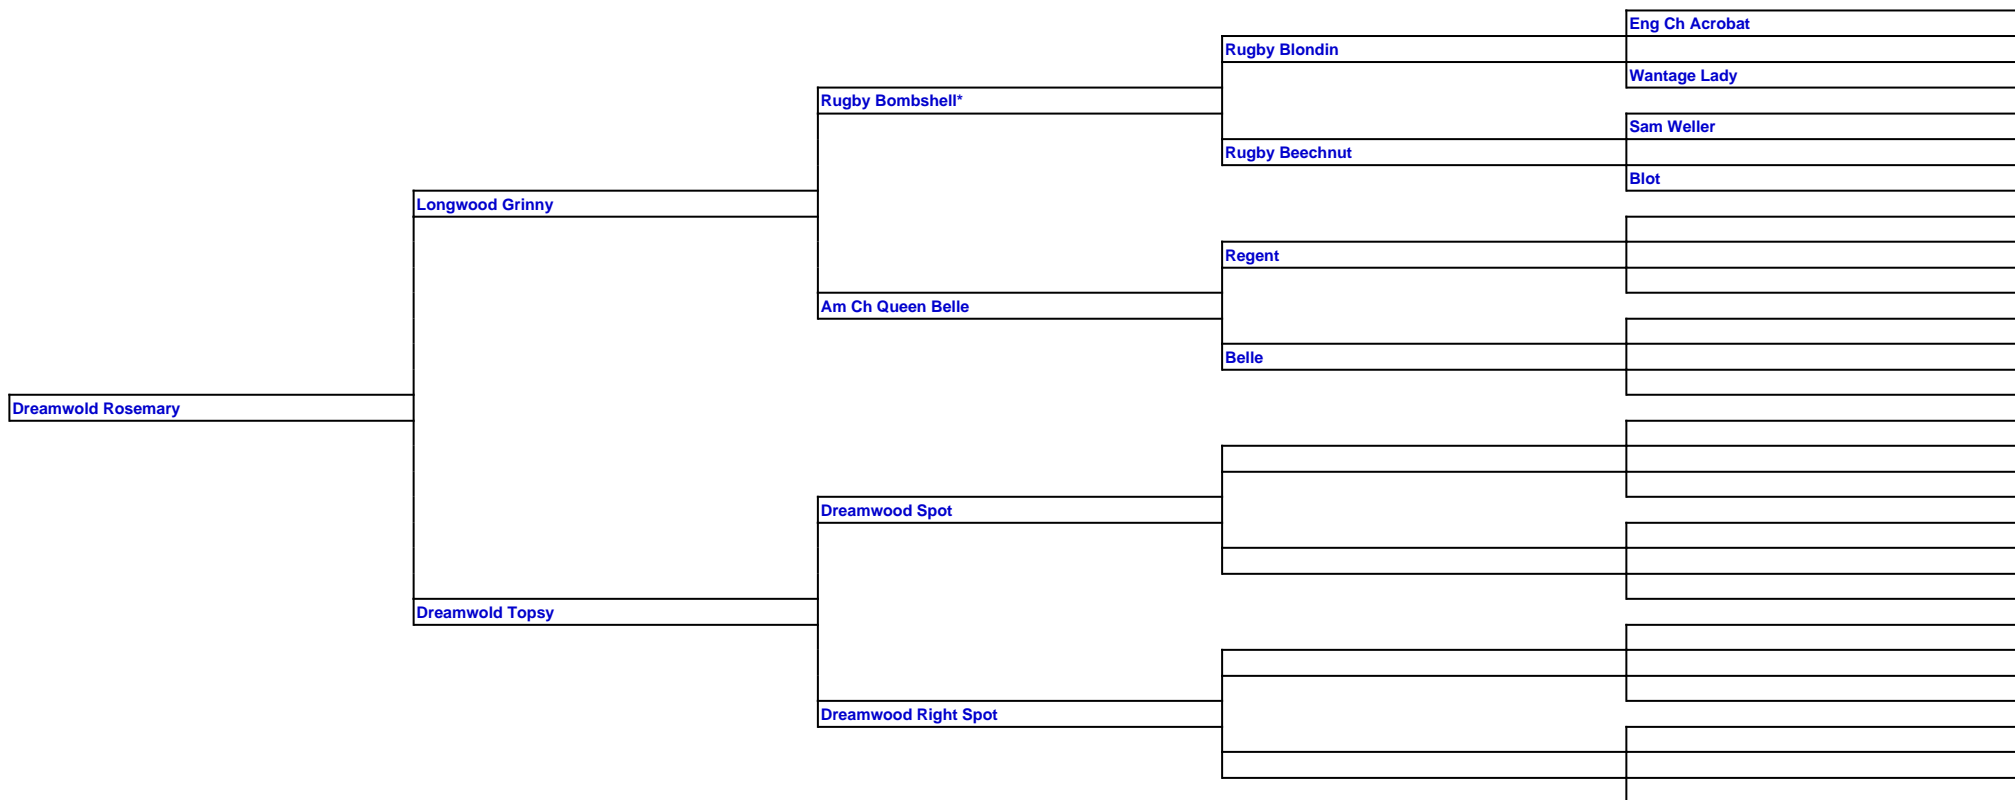 Eng Ch Acrobat
Rugby Blondin
Wantage Lady
Rugby Bombshell*
Sam Weller
Rugby Beechnut
Blot
Longwood Grinny
Regent
Am Ch Queen Belle
Belle
Dreamwold Rosemary
Dreamwood Spot
Dreamwold Topsy
Dreamwood Right Spot